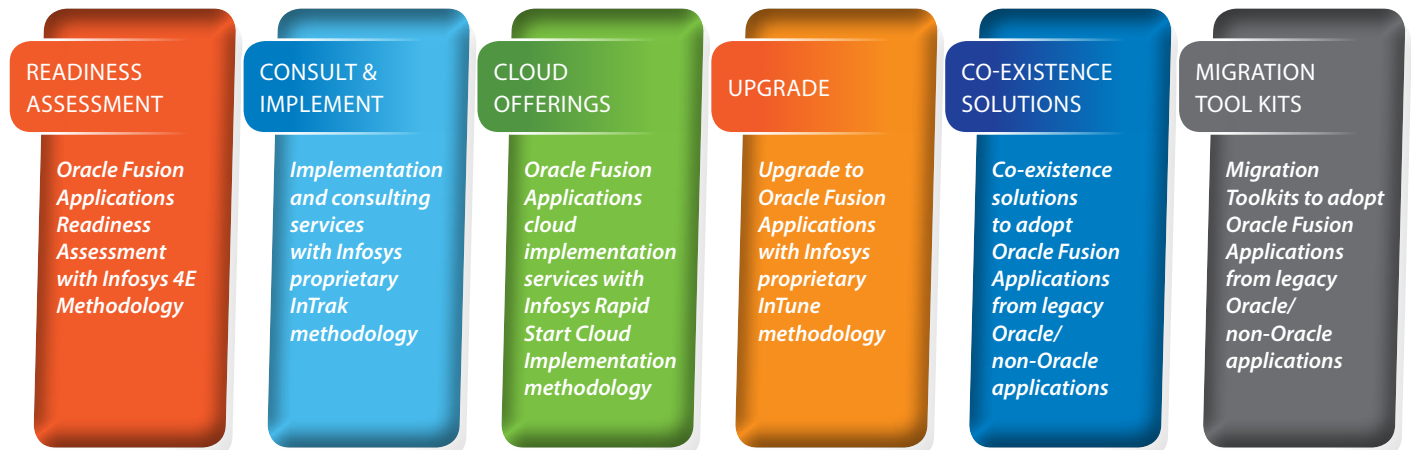 READINESS
ASSESSMENT
Oracle Fusion
Applications
Readiness
Assessment
with Infosys 4E
Methodology
CONSULT &
IMPLEMENT
Implementation
and consulting
services
with Infosys
proprietary
InTrak
methodology
CLOUD
OFFERINGS
Oracle Fusion
Applications
cloud
implementation
services with
Infosys Rapid
Start Cloud
Implementation
methodology
UPGRADE
Upgrade to
Oracle Fusion
Applications
with Infosys
proprietary
InTune
methodology
CO-EXISTENCE
SOLUTIONS
Co-existence
solutions
to adopt
Oracle Fusion
Applications
from legacy
Oracle/
non-Oracle
applications
MIGRATION
TOOL KITS
Migration
Toolkits to adopt
Oracle Fusion
Applications
from legacy
Oracle/
non-Oracle
applications